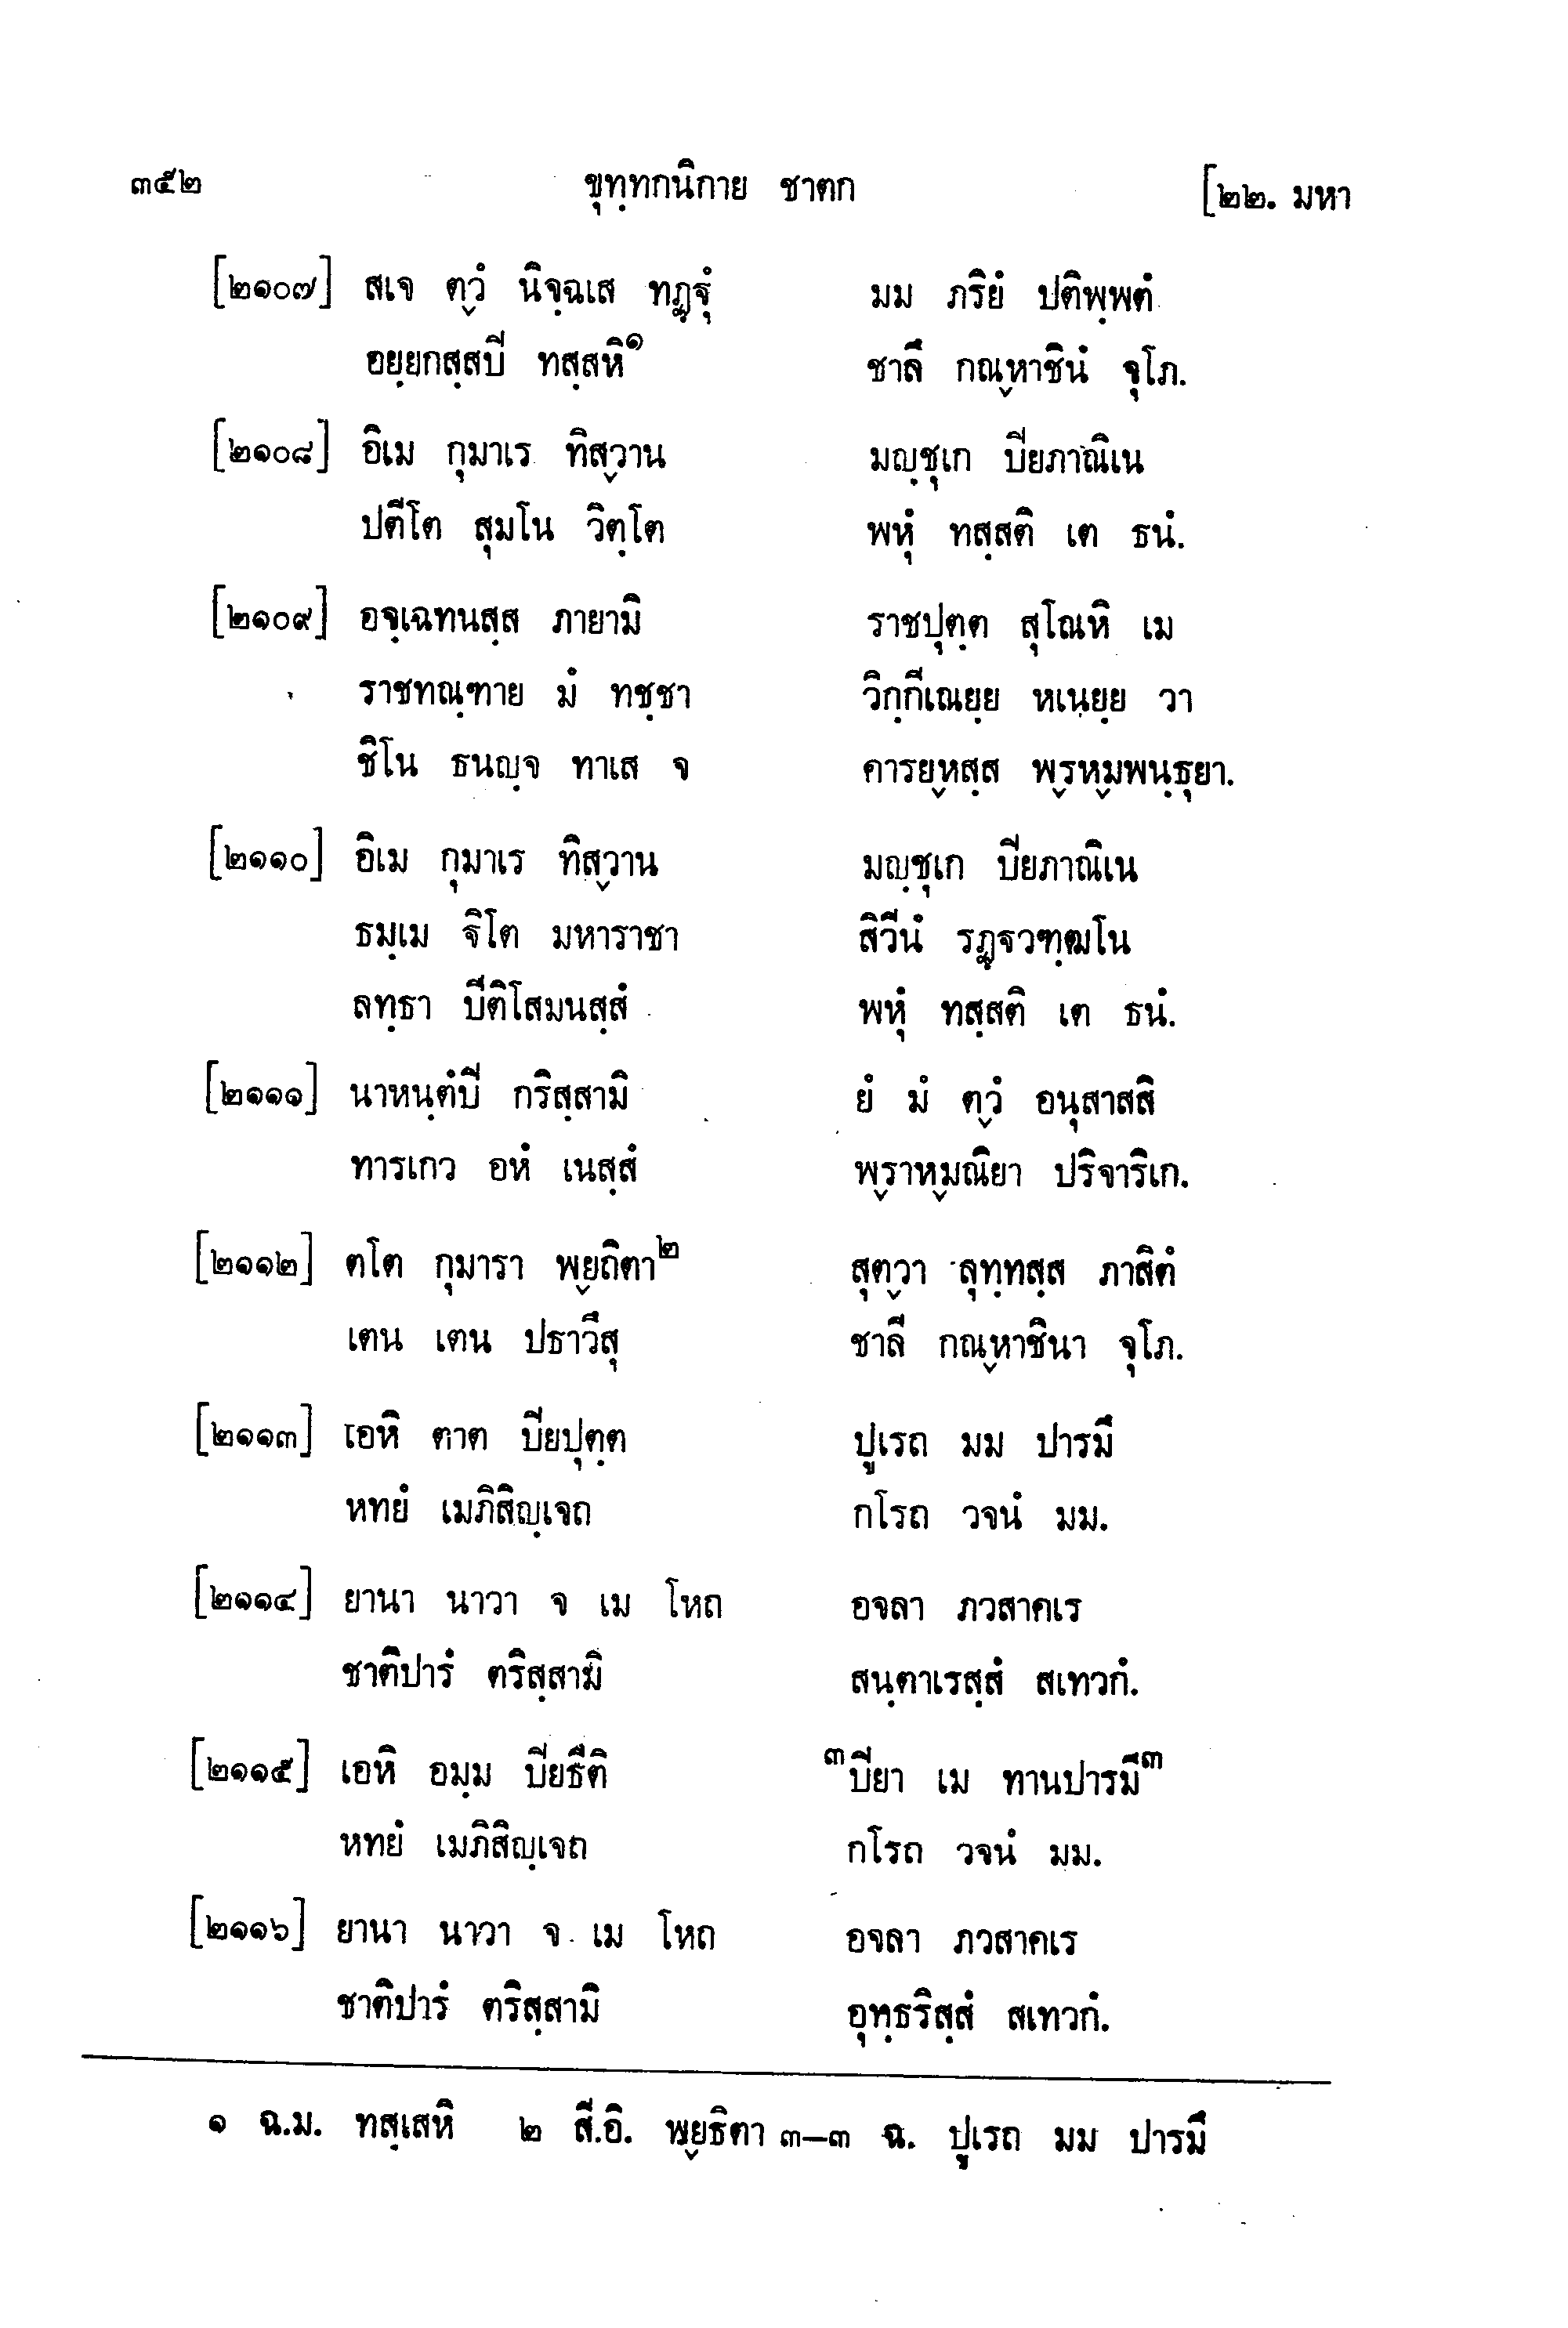 ๓๕๒ ขุทฺทกนิกาย ชาตก [๒๒. มหา
[๒๑๐๗] สเจ ตฺวํ นิจฺฉเส ทฏฺฐุํ มม ภริยํ ปติพฺพตํ
อยฺยกสฺสปิ ทสฺสหิ๑ ชาลึ กณฺหาชินํ จุโภ.
[๒๑๐๘] อิเม กุมาเร ทิสฺวาน มญฺชุเก ปิยภาณิเน
ปตีโต สุมโน วิตฺโต พหุํ ทสฺสติ เต ธนํ.
[๒๑๐๙] อจฺเฉทนสฺส ภายามิ ราชปุตฺต สุโณหิ เม
ราชทณฺฑาย มํ ทชฺชา วิกฺกีเณยฺย หเนยฺย วา
ชิโน ธนญฺจ ทาเส จ คารยฺหสฺส พฺรหฺมพนฺธุยา.
[๒๑๑๐] อิเม กุมาเร ทิสฺวาน มญฺชุเก ปิยภาณิเน
ธมฺเม ฐิโต มหาราชา สิวีนํ รฏฺฐวฑฺฒโน
ลทฺธา ปีติโสมนสฺสํ พหุํ ทสฺสติ เต ธนํ.
[๒๑๑๑] นาหนฺตํปิ กริสฺสามิ ยํ มํ ตฺวํ อนุสาสสิ
ทารเกว อหํ เนสฺสํ พฺราหฺมณิยา ปริจาริเก.
[๒๑๑๒] ตโต กุมารา พฺยถิตา๒ สุตฺวา ลุทฺทสฺส ภาสิตํ
เตน เตน ปธาวึสุ ชาลี กณฺหาชินา จุโภ.
[๒๑๑๓] เอหิ ตาต ปิยปุตฺต ปูเรถ มม ปารมึ
หทยํ เมภิสิญฺเจถ กโรถ วจนํ มม.
[๒๑๑๔] ยานา นาวา จ เม โหถ อจลา ภวสาคเร
ชาติปารํ ตริสฺสามิ สนฺตาเรสฺสํ สเทวกํ.
[๒๑๑๕] เอหิ อมฺม ปิยธีติ ๓ปิยา เม ทานปารมี๓
หทยํ เมภิสิญฺเจถ กโรถ วจนํ มม.
[๒๑๑๖] ยานา นาวา จ เม โหถ อจลา ภวสาคเร
ชาติปารํ ตริสฺสามิ อุทฺธริสฺสํ สเทวกํ.
๑ ฉ.ม. ทสฺเสหิ ๒ สี.อิ. พฺยธิตา ๓–๓ ฉ. ปูเรถ มม ปารมึ